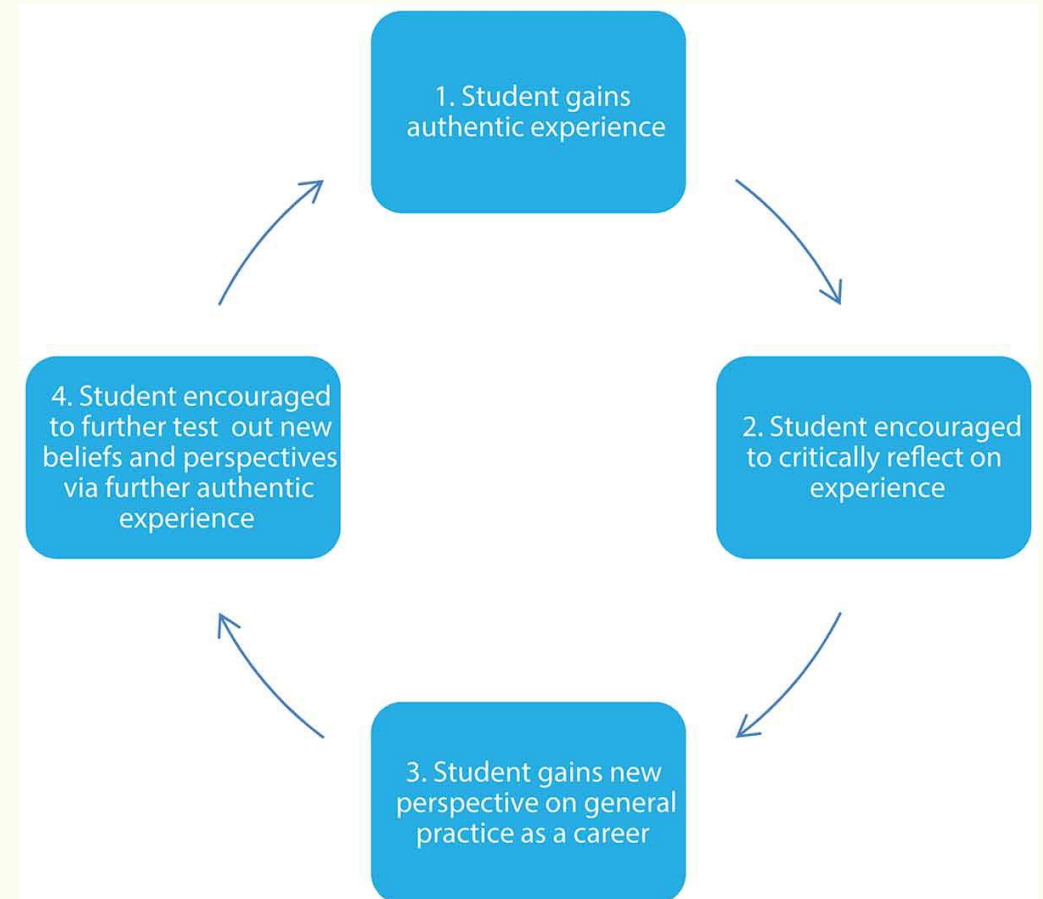 1. Student gains
authentic experience
2. Student encouraged
to critically reflect on
experience
3. Student gains new
perspective on general
practice as a career
4. Student encouraged
to further test  out new
beliefs and perspectives
via further authentic
experience